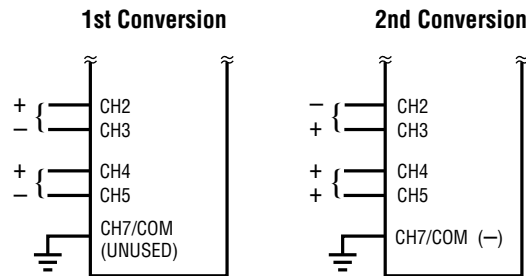 1st Conversion
+ { CH2
– CH3
+ { CH4
– CH5
CH7/COM
(UNUSED)
2nd Conversion
– { CH2
+ CH3
+ { CH4
+ CH5
CH7/COM (–)